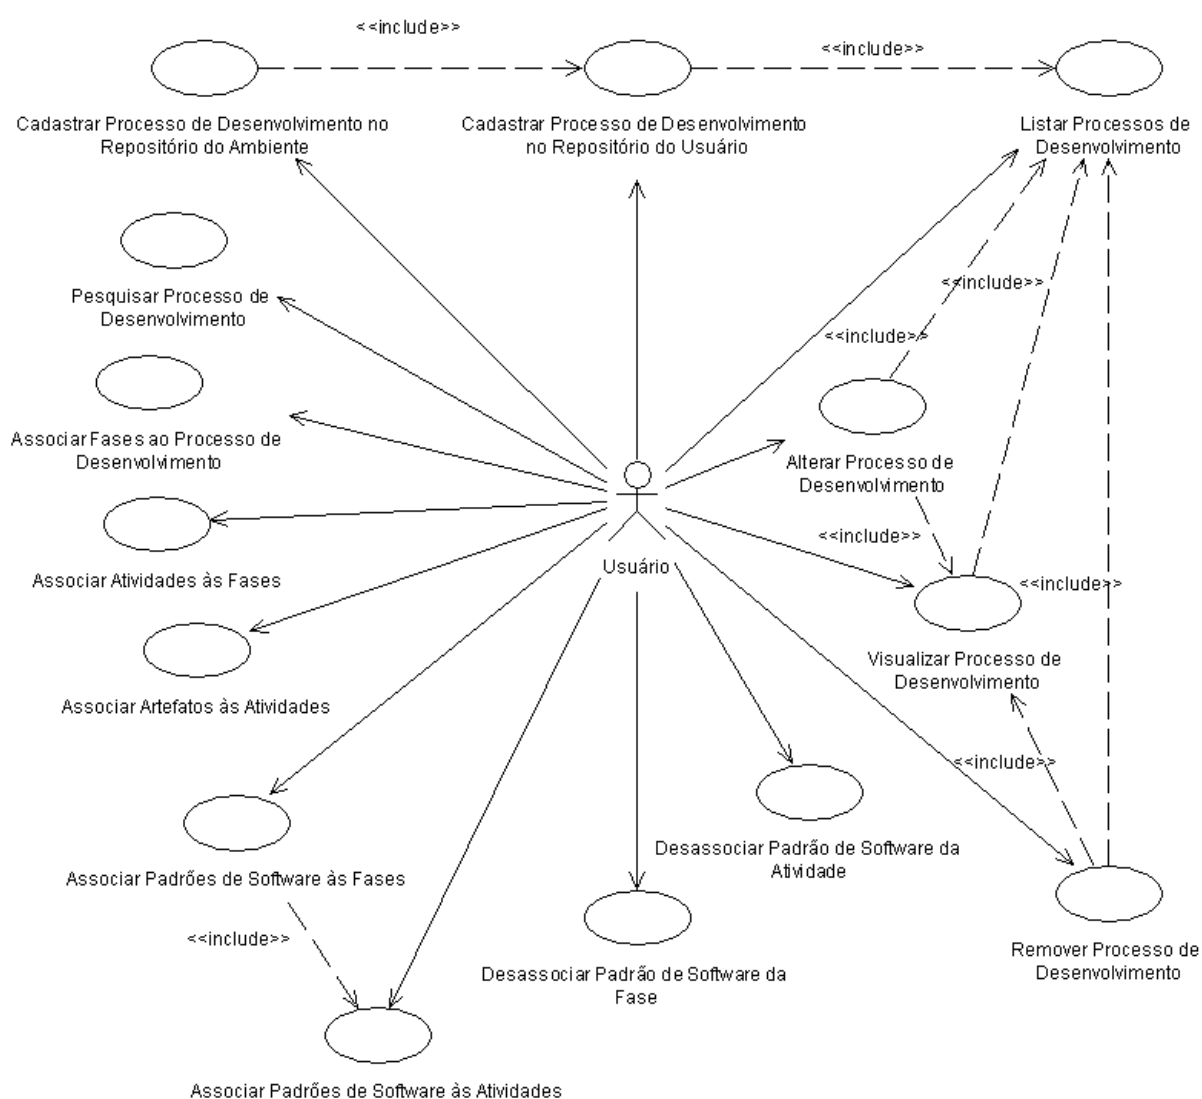 <<include>>
<<include>>
Cadastrar Processo de Desenvolvimento no
Repositório do Ambiente
Cadastrar Processo de Desenvolvimento
no Repositório do Usuário
Listar Processos de
Desenvolvimento
Pesquisar Processo de
Desenvolvimento
<<include>>
<<include>>
Associar Fases ao Processo de
Desenvolvimento
Alterar Processo de
Desenvolvimento
<<include>>
Usuário
Associar Atividades às Fases
<<include>>
Visualizar Processo de
Desenvolvimento
Associar Artefatos às Atividades
<<include>>
Desassociar Padrão de Software da
Atividade
Associar Padrões de Software às Fases
<<include>>
Remover Processo de
Desenvolvimento
Desassociar Padrão de Software da
Fase
Associar Padrões de Software às Atividades